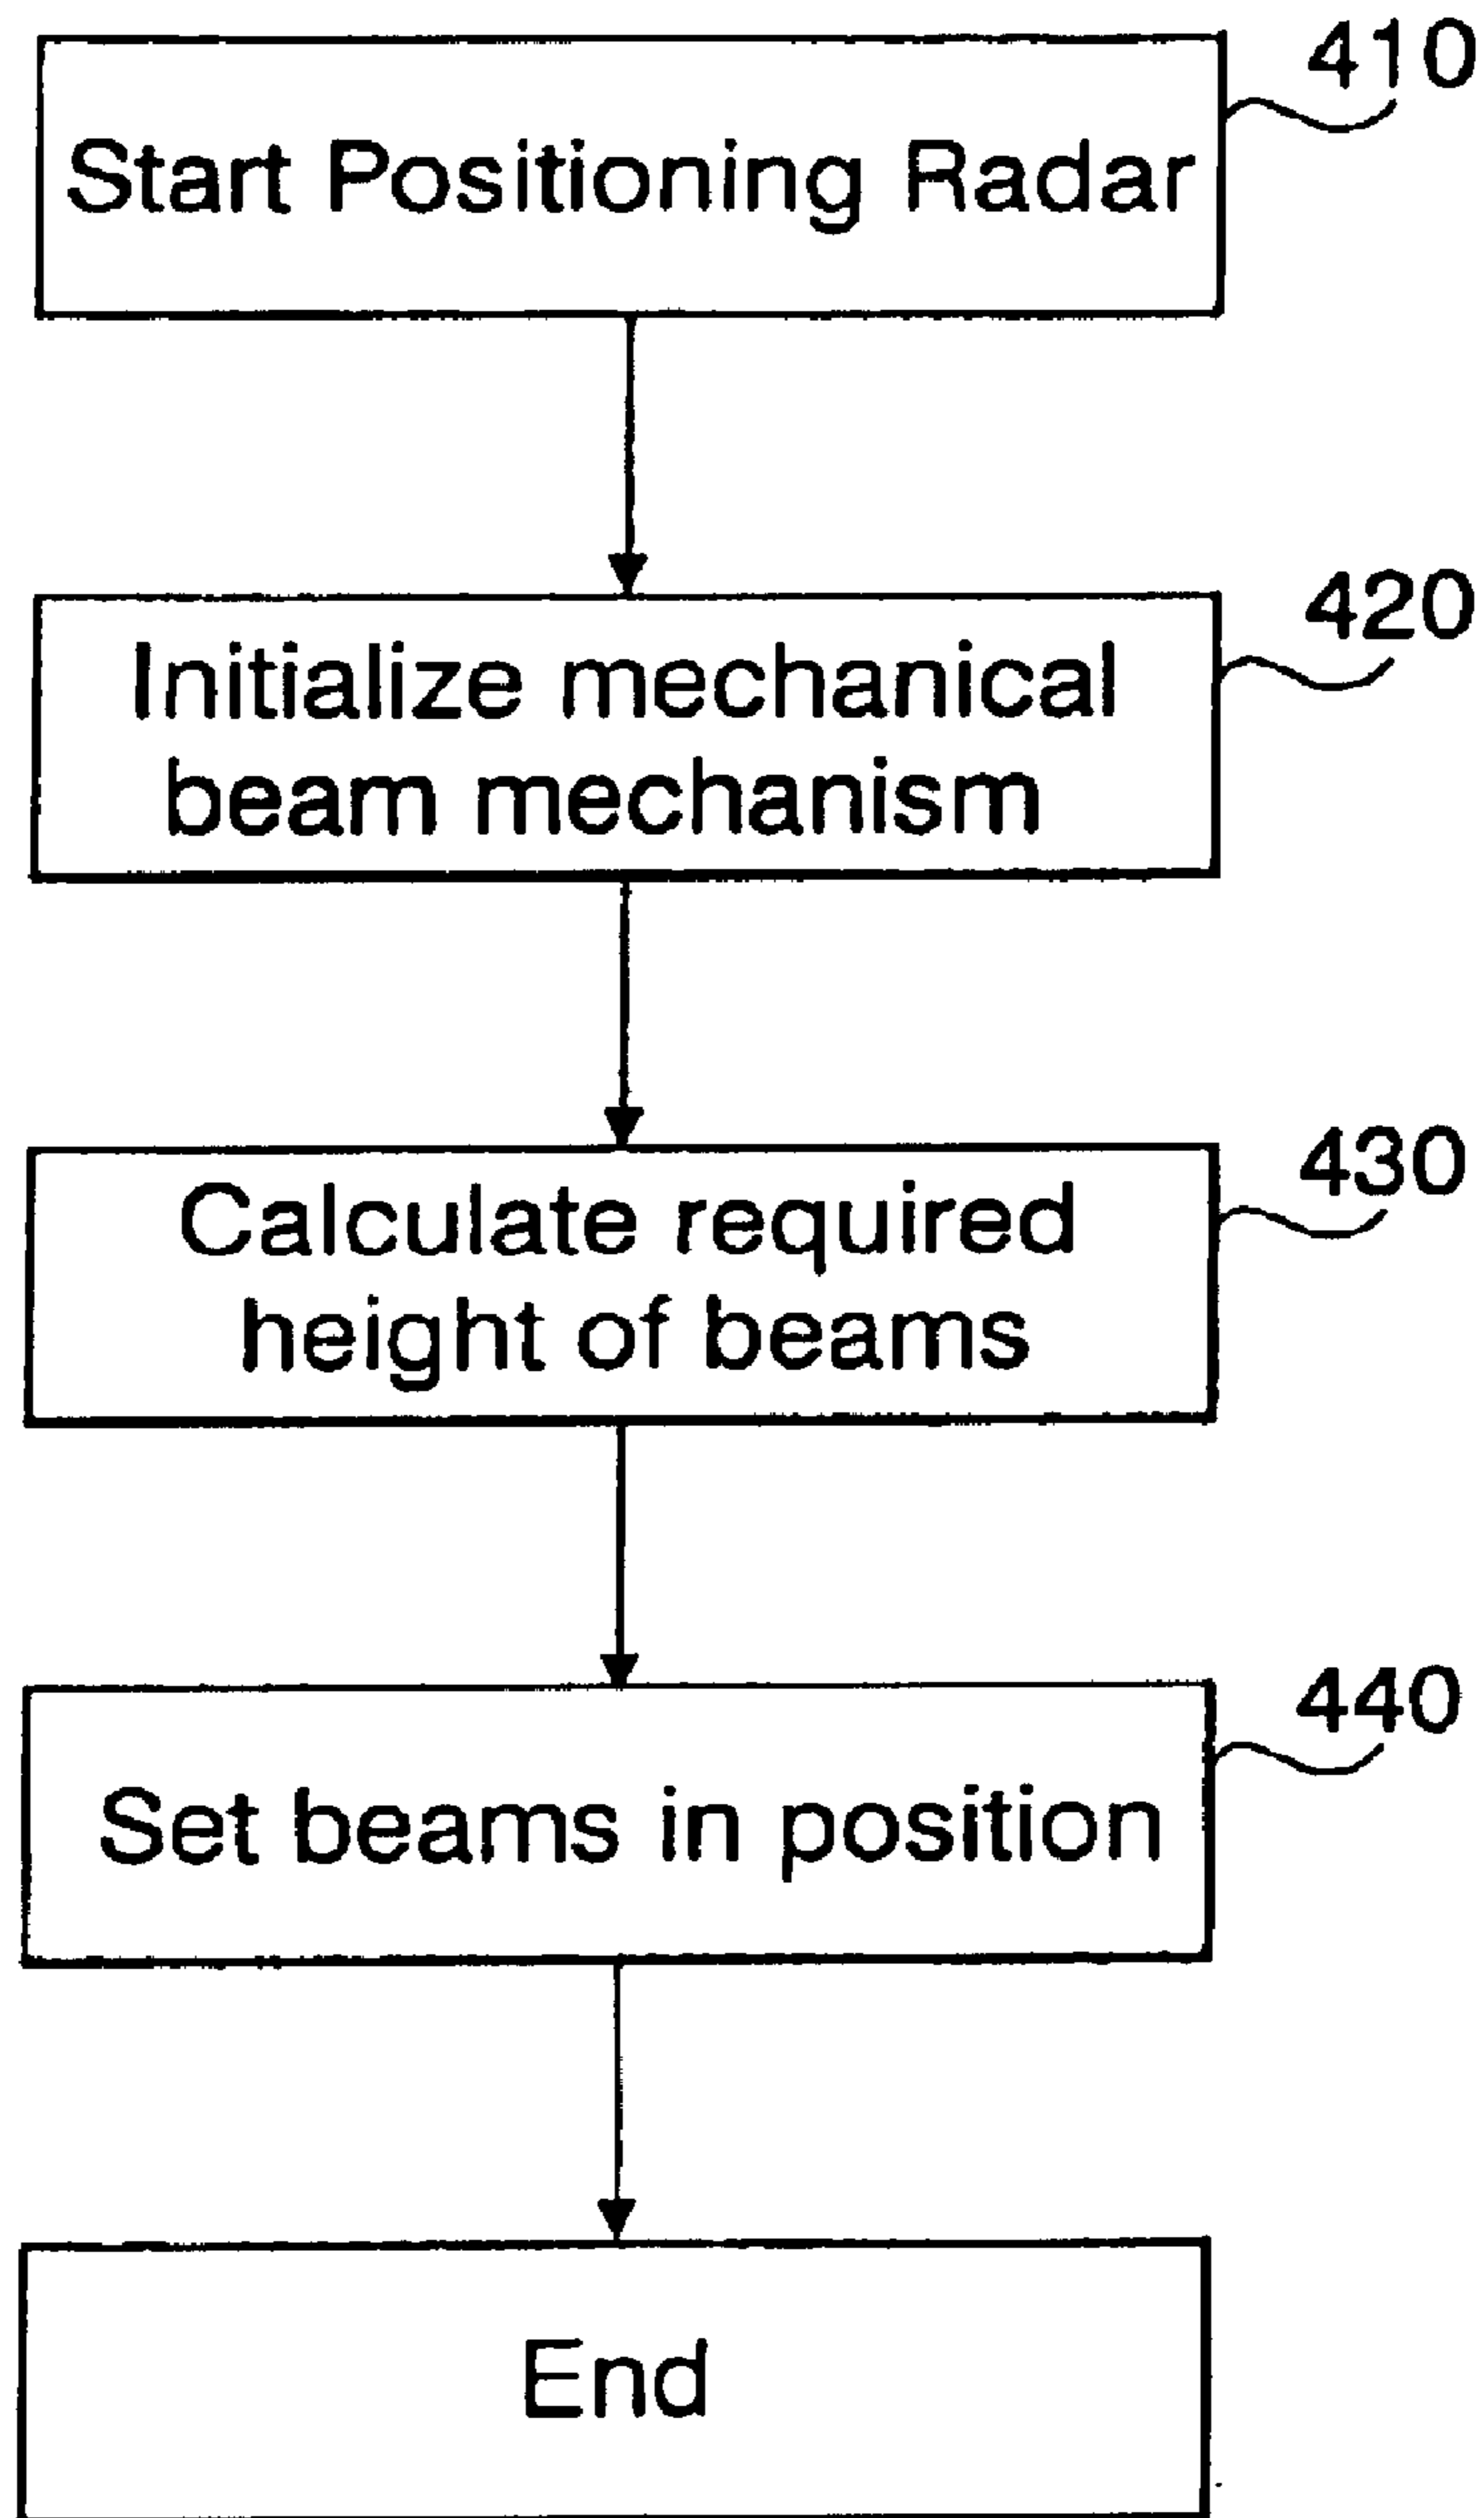 410
Start Positioning Radar
420
Initialize mechanical
beam mechanism
430
Calculate required
height of beams
440
Set beams in position
End